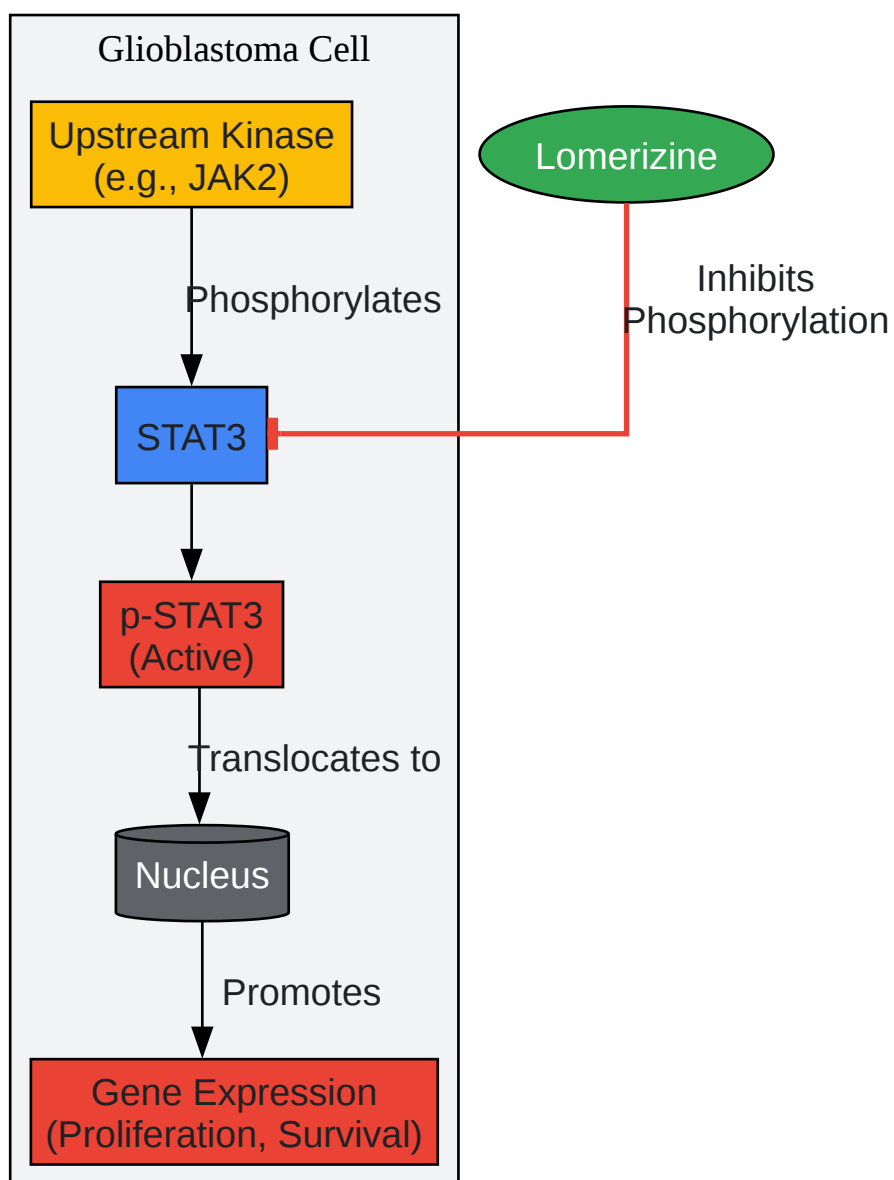 Glioblastoma Cell
Upstream Kinase
(e.g., JAK2)
Lomerizine
Phosphorylates
Inhibits
Phosphorylation
STAT3
p-STAT3
(Active)
Translocates to
Nucleus
Promotes
Gene Expression
(Proliferation, Survival)